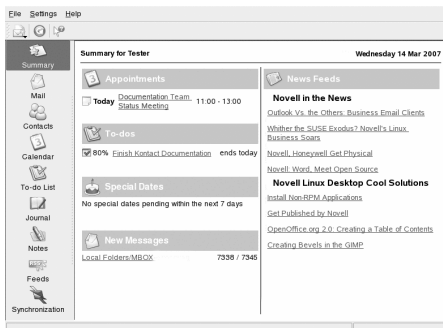 File Settings Help
Summary
Mail
Contacts
Calendar
To-do List
Journal
Notes
Feeds
Synchronization
Summary for Tester
Wednesday 14 Mar 2007
Appointments
Today Documentation Team Status Meeting 11:00 - 13:00
To-dos
80% Finish Kontact Documentation ends today
Special Dates
No special dates pending within the next 7 days
New Messages
Local Folders/MBOX 7338 / 7345
News Feeds
Novell in the News
Outlook Vs. the Others: Business Email Clients
Whither the SUSE Exodus? Novell's Linux
Business Soars
Novell, Honeywell Get Physical
Novell: Word, Meet Open Source
Novell Linux Desktop Cool Solutions
Install Non-RPM Applications
Get Published by Novell
OpenOffice.org 2.0: Creating a Table of Contents
Creating Bevels in the GIMP